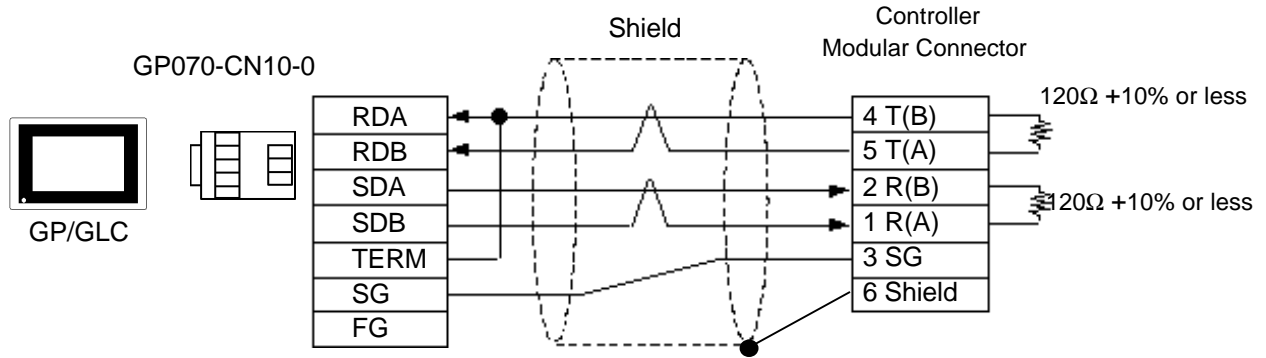 Shield
Controller
Modular Connector
GP070-CN10-0
120Ω +10% or less
RDA
4 T(B)
RDB
5 T(A)
SDA
2 R(B)
120Ω +10% or less
SDB
1 R(A)
GP/GLC
TERM
3 SG
SG
6 Shield
FG